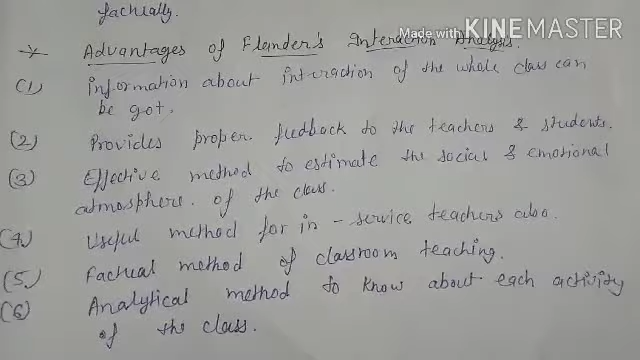 factually.
Made with KINEMASTER
* Advantages of Flander's Interaction Analysis.
(1) Information about interaction of the whole class can
be got.
(2) Provides proper feedback to the teachers & students.
(3) Effective method to estimate the social & emotional
atmosphere of the class.
(4) Useful method for in-service teachers also.
(5.) Factual method of classroom teaching.
(6) Analytical method to know about each activity
of the class.